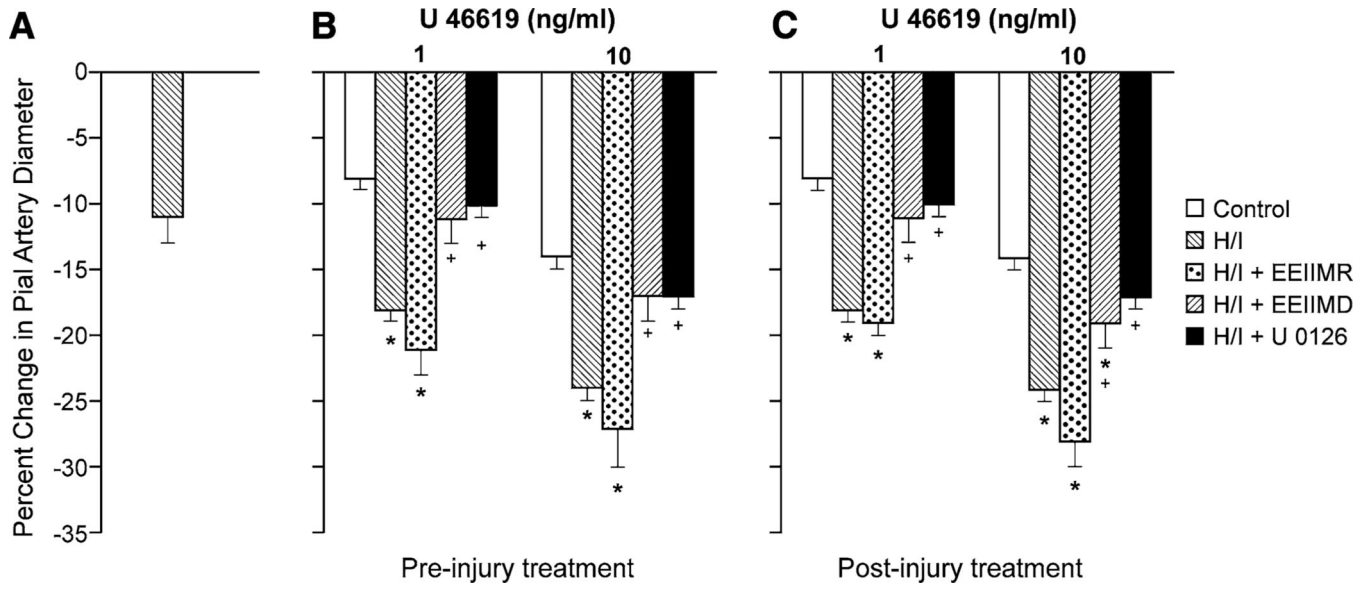 A
B
U 46619 (ng/ml)
1
10
C
U 46619 (ng/ml)
1
10
Percent Change in Pial Artery Diameter
0
-5
-10
-15
-20
-25
-30
-35
*
*
+
+
*
*
+
+
*
*
+
+
*
*
*
+
+
Control
H/I
H/I + EEIIMR
H/I + EEIIMD
H/I + U 0126
Pre-injury treatment
Post-injury treatment